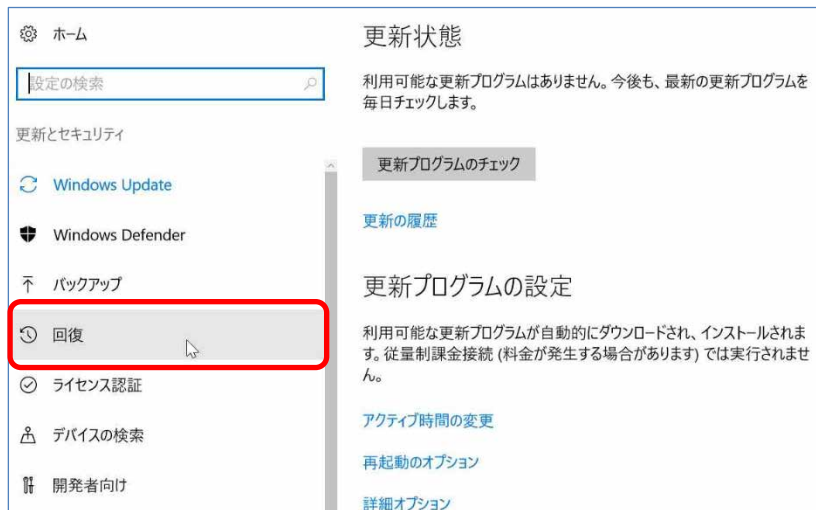 ホーム
設定の検索
更新とセキュリティ
Windows Update
Windows Defender
バックアップ
回復
ライセンス認証
デバイスの検索
開発者向け
更新状態
利用可能な更新プログラムはありません。今後も、最新の更新プログラムを
毎日チェックします。
更新プログラムのチェック
更新の履歴
更新プログラムの設定
利用可能な更新プログラムが自動的にダウンロードされ、インストールされま
す。従量制課金接続 (料金が発生する場合があります) では実行されませ
ん。
アクティブ時間の変更
再起動のオプション
詳細オプション